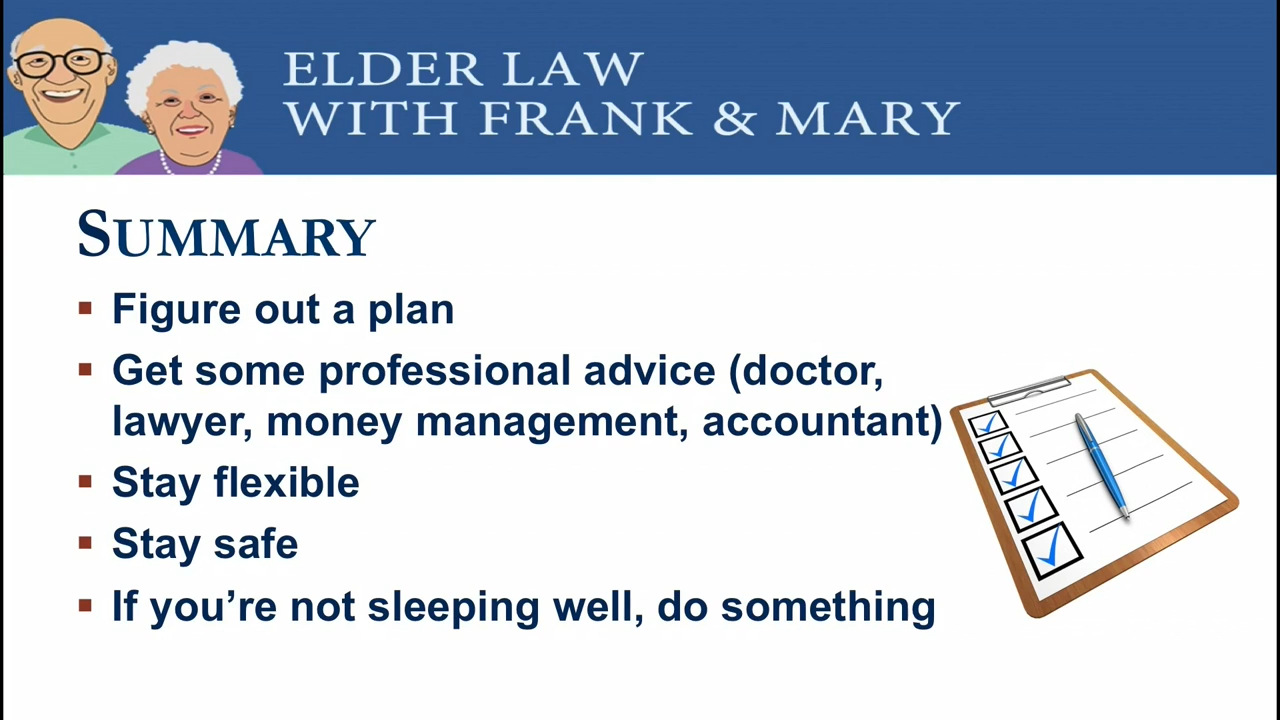 ELDER LAW
WITH FRANK & MARY
SUMMARY
▪ Figure out a plan
▪ Get some professional advice (doctor,
lawyer, money management, accountant)
▪ Stay flexible
▪ Stay safe
▪ If you’re not sleeping well, do something